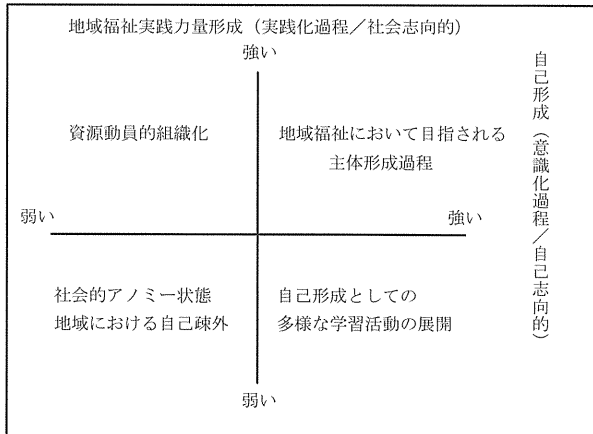 地域福祉実践力量形成（実践化過程／社会志向的）
強い
資源動員的組織化
地域福祉において目指される
主体形成過程
弱い
強い
社会的アノミー状態
地域における自己疎外
自己形成としての
多様な学習活動の展開
弱い
自己形成（意識化過程／自己志向的）